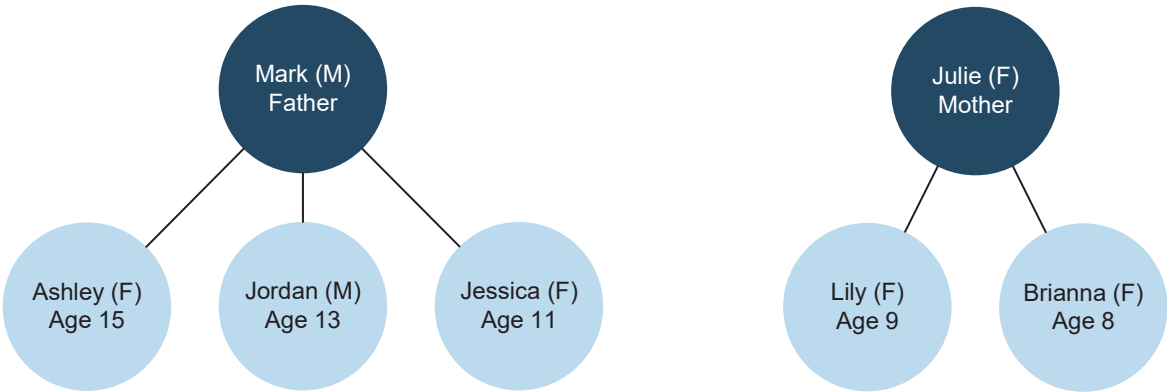 Mark (M)
Father
Julie (F)
Mother
Ashley (F)
Age 15
Jordan (M)
Age 13
Jessica (F)
Age 11
Lily (F)
Age 9
Brianna (F)
Age 8